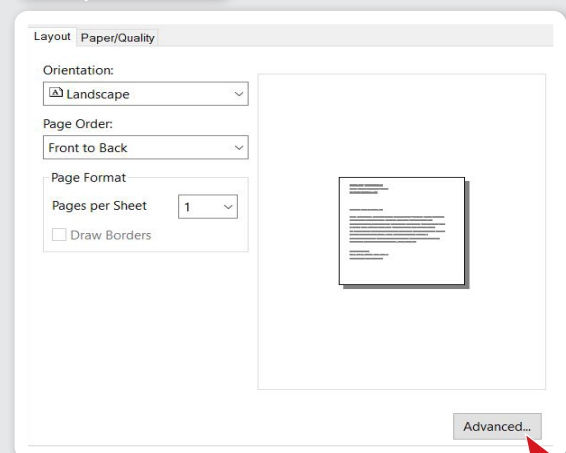 Layout Paper/Quality
Orientation:
Landscape
Page Order:
Front to Back
Page Format
Pages per Sheet 1
Draw Borders
Advanced...